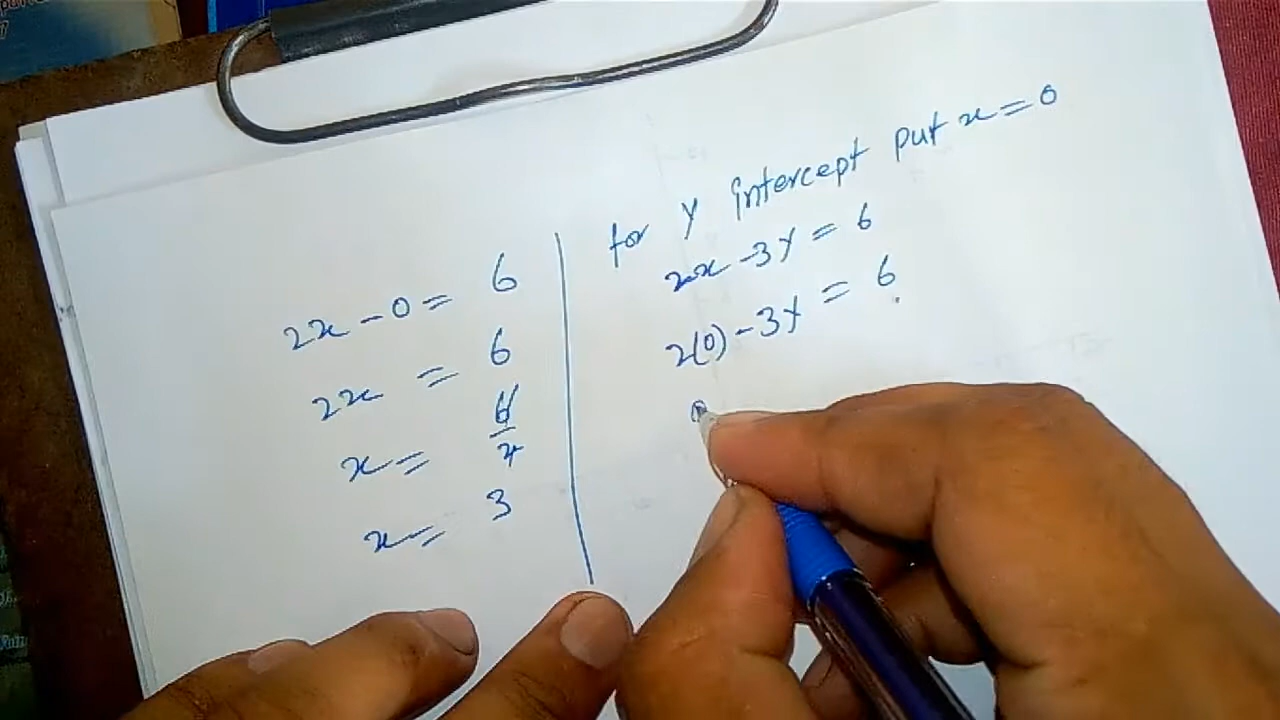 2x - 0 = 6
2x = 6
x = 6/2
x = 3
for y intercept put x = 0
2x - 3y = 6
2(0) - 3y = 6
0